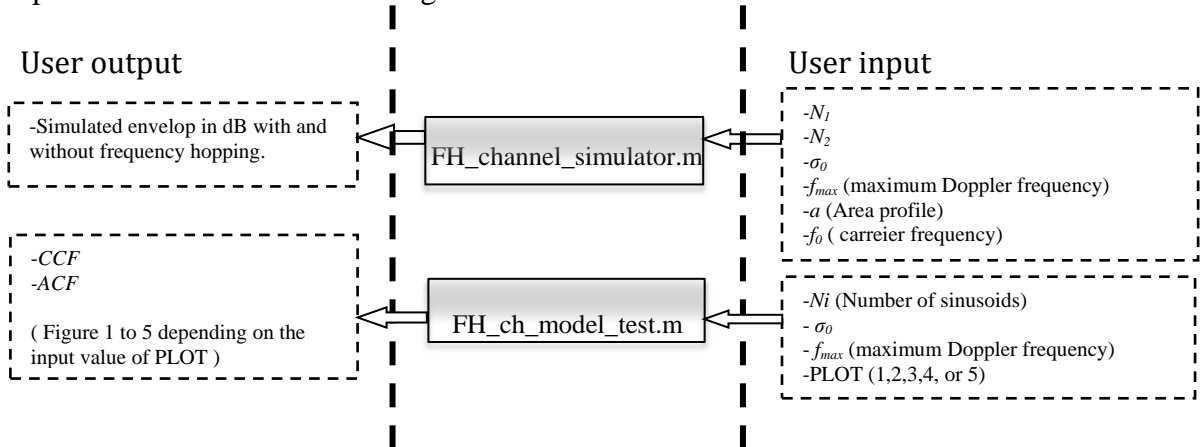 User output
-Simulated envelop in dB with and
without frequency hopping.
-CCF
-ACF
( Figure 1 to 5 depending on the
input value of PLOT )
FH_channel_simulator.m
FH_ch_model_test.m
User input
-N1
-N2
-σ0
-fmax (maximum Doppler frequency)
-a (Area profile)
-f0 ( carreier frequency)
-Ni (Number of sinusoids)
- σ0
- fmax (maximum Doppler frequency)
-PLOT (1,2,3,4, or 5)